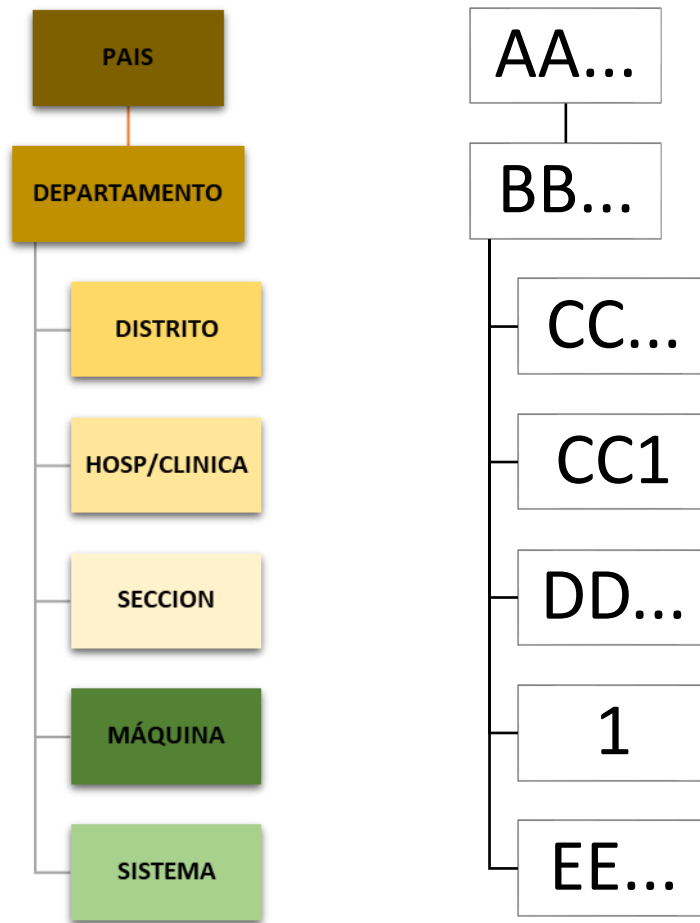 PAIS
DEPARTAMENTO
DISTRITO
HOSP/CLINICA
SECCION
MÁQUINA
SISTEMA
AA...
BB...
CC...
CC1
DD...
1
EE...